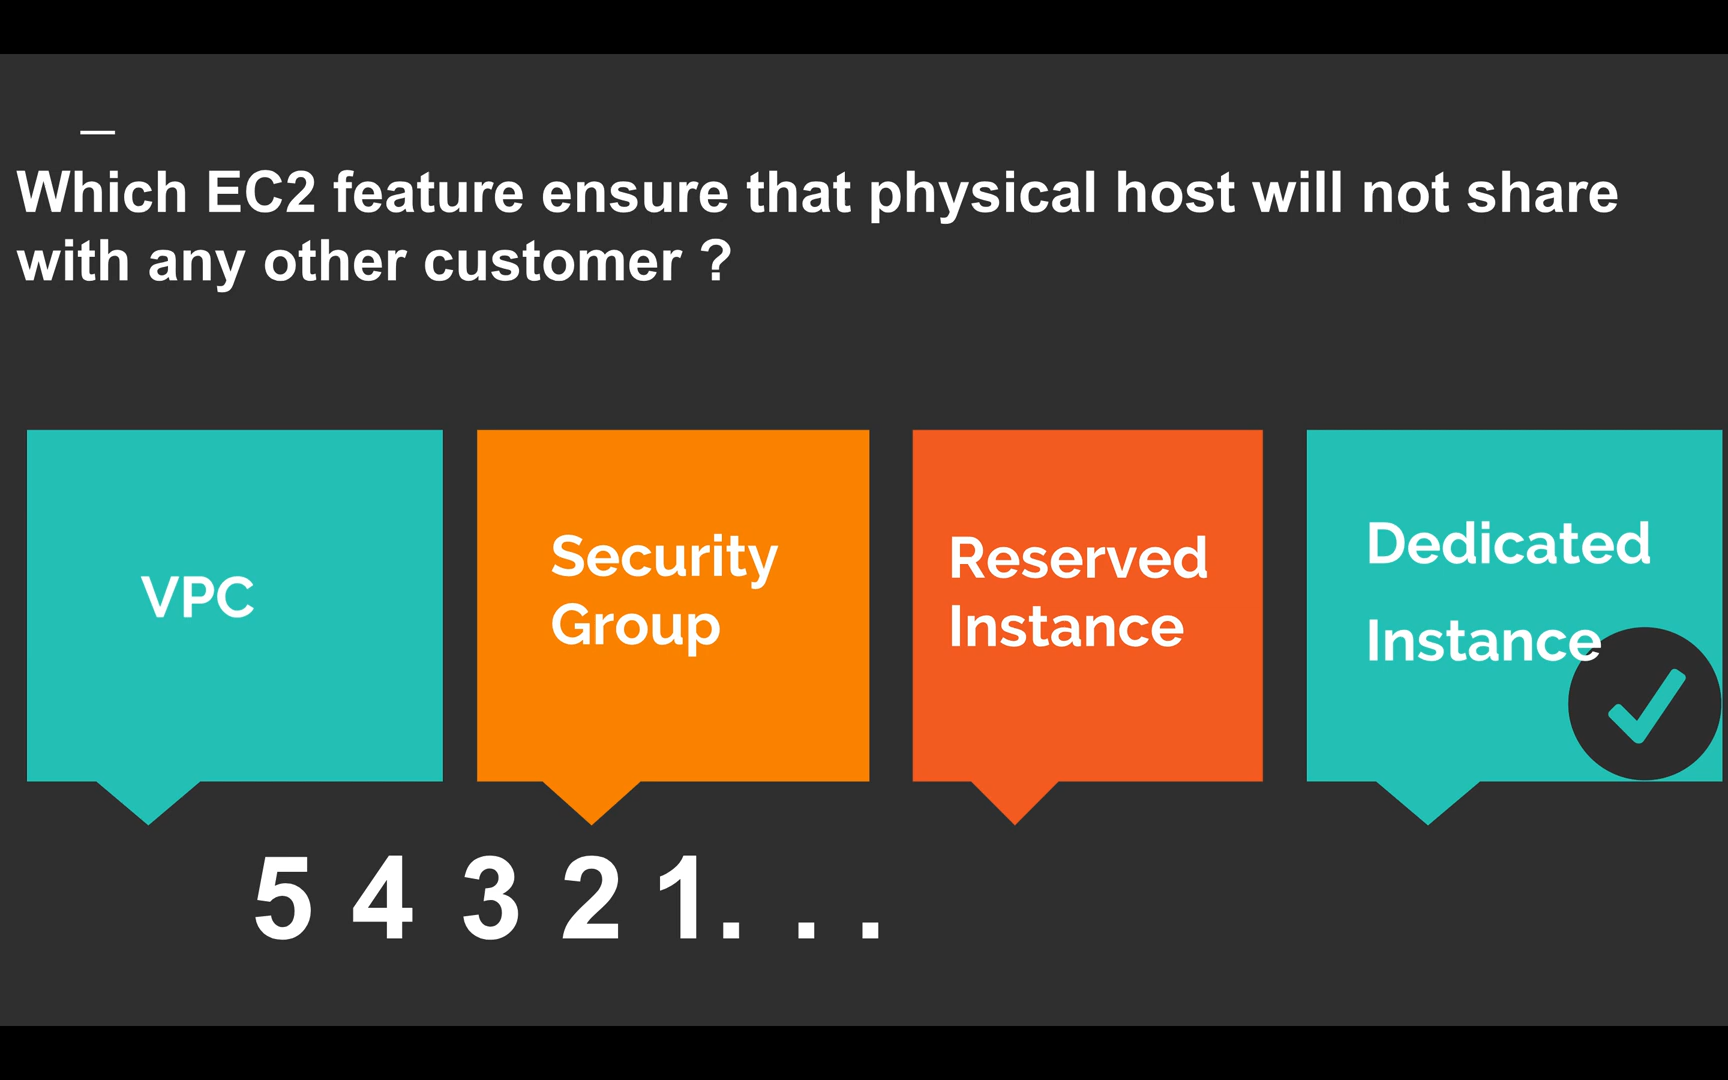 Which EC2 feature ensure that physical host will not share
with any other customer ?
VPC
Security
Group
Reserved
Instance
Dedicated
Instance
5 4 3 2 1. . .